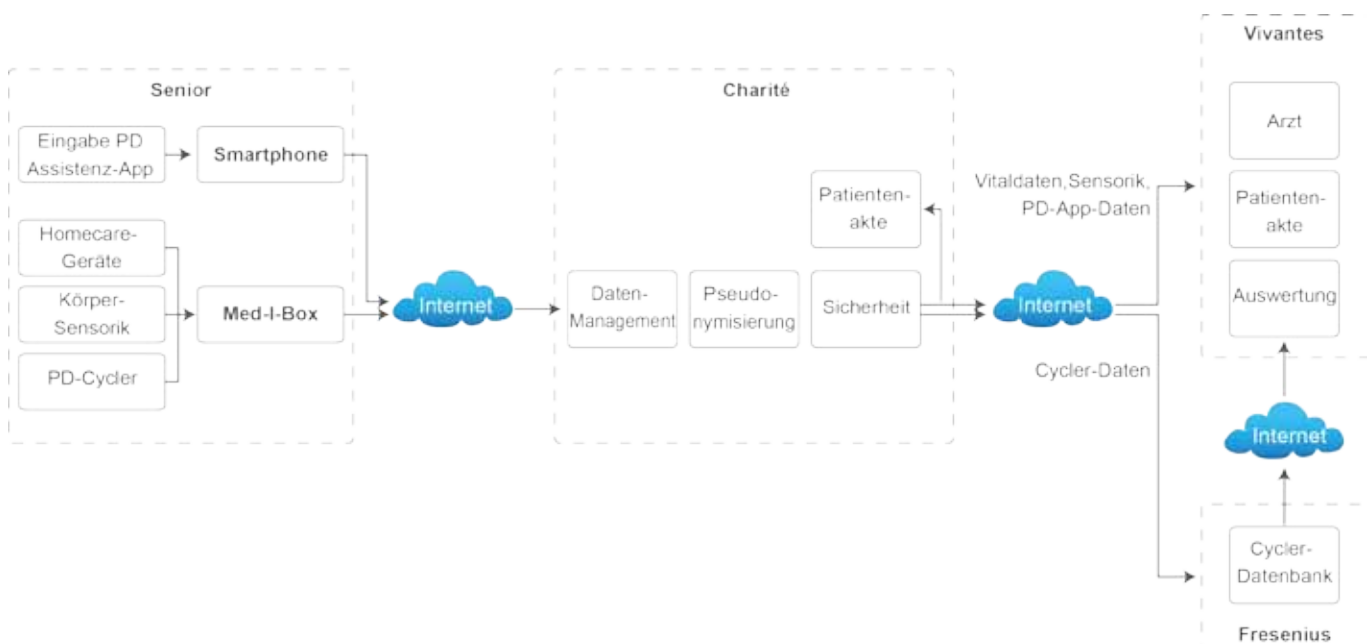 Senior
Eingabe PD
Assistenz-App
Smartphone
Homecare-
Geräte
Körper-
Sensorik
PD-Cycler
Med-I-Box
Internet
Charité
Patienten-
akte
Daten-
Management
Pseudo-
nymisierung
Sicherheit
Internet
Vitaldaten,Sensorik,
PD-App-Daten
Cycler-Daten
Vivantes
Arzt
Patienten-
akte
Auswertung
Internet
Cycler-
Datenbank
Fresenius